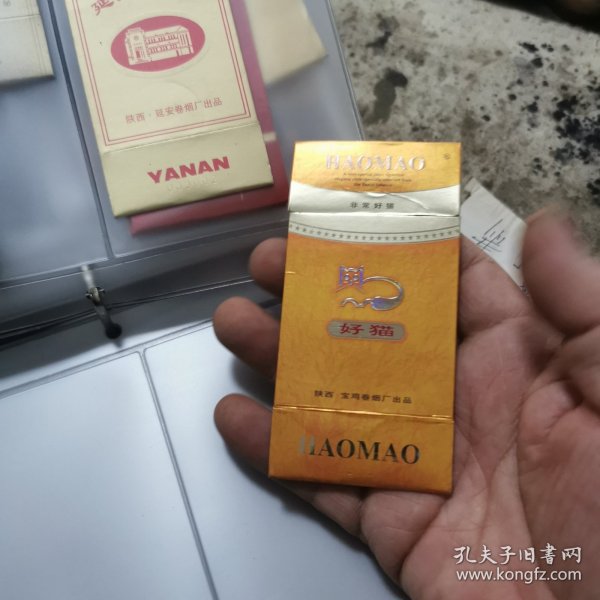 延
陕西·延安卷烟厂出品
YANAN
HAOMAO
非常好猫
好猫
陕西·宝鸡卷烟厂出品
HAOMAO
孔夫子旧书网
www.kongfz.com